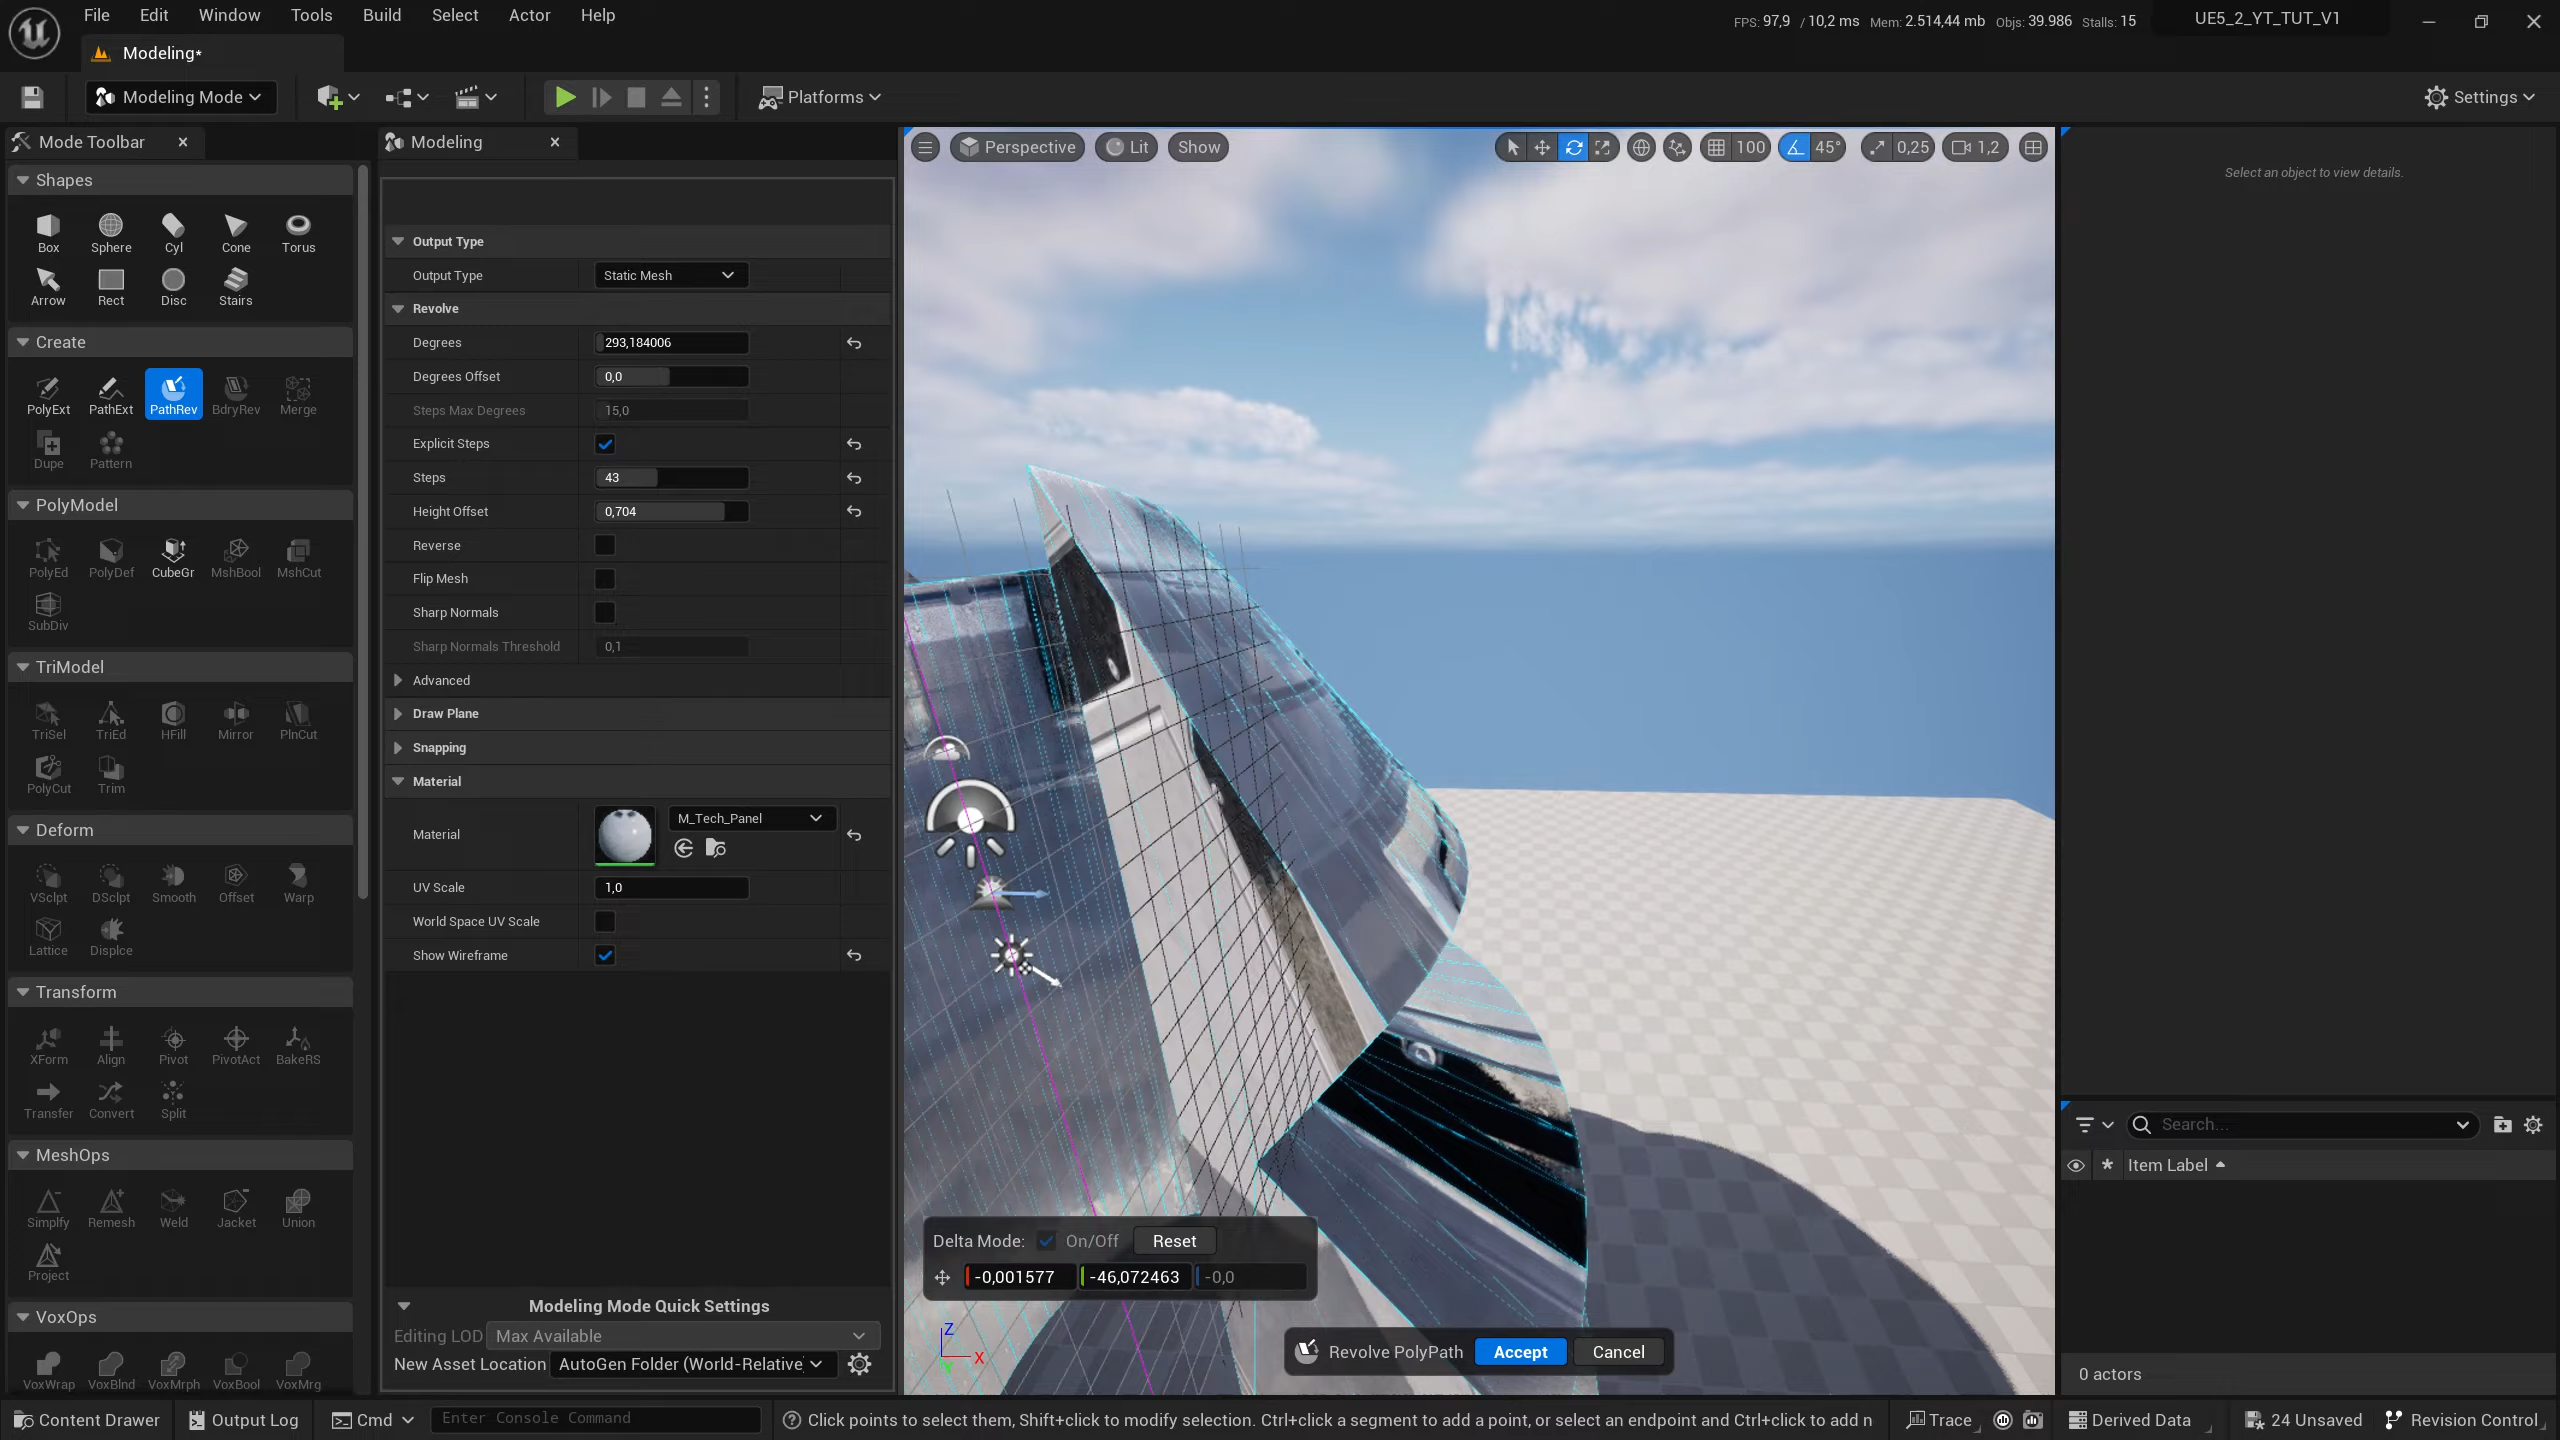 File Edit Window Tools Build Select Actor Help
FPS: 97,9 / 10,2 ms Mem: 2.514,44 mb Objs: 39.986 Stalls: 15
UE5_2_YT_TUT_V1
Modeling*
Modeling Mode
Platforms
Settings
Mode Toolbar
Shapes
Box Sphere Cyl Cone Torus
Arrow Rect Disc Stairs
Create
PolyExt PathExt PathRev BdryRev Merge
Dupe Pattern
PolyModel
PolyEd PolyDef CubeGr MshBool MshCut
SubDiv
TriModel
TriSel TriEd HFill Mirror PlnCut
PolyCut Trim
Deform
VSclpt DSclpt Smooth Offset Warp
Lattice Displce
Transform
XForm Align Pivot PivotAct BakeRS
Transfer Convert Split
MeshOps
Simplfy Remesh Weld Jacket Union
Project
VoxOps
VoxWrap VoxBlnd VoxMrph VoxBool VoxMrg
Modeling
Output Type
Output Type Static Mesh
Revolve
Degrees 293,184006
Degrees Offset 0,0
Steps Max Degrees 15,0
Explicit Steps
Steps 43
Height Offset 0,704
Reverse
Flip Mesh
Sharp Normals
Sharp Normals Threshold 0,1
Advanced
Draw Plane
Snapping
Material
Material M_Tech_Panel
UV Scale 1,0
World Space UV Scale
Show Wireframe
Modeling Mode Quick Settings
Editing LOD Max Available
New Asset Location AutoGen Folder (World-Relative)
Perspective Lit Show
100 45° 0,25 1,2
Delta Mode: On/Off Reset
-0,001577 -46,072463 -0,0
Z
X
Y
Revolve PolyPath Accept Cancel
Select an object to view details.
Search...
Item Label
0 actors
Content Drawer Output Log Cmd Enter Console Command
Click points to select them, Shift+click to modify selection. Ctrl+click a segment to add a point, or select an endpoint and Ctrl+click to add n
Trace Derived Data 24 Unsaved Revision Control